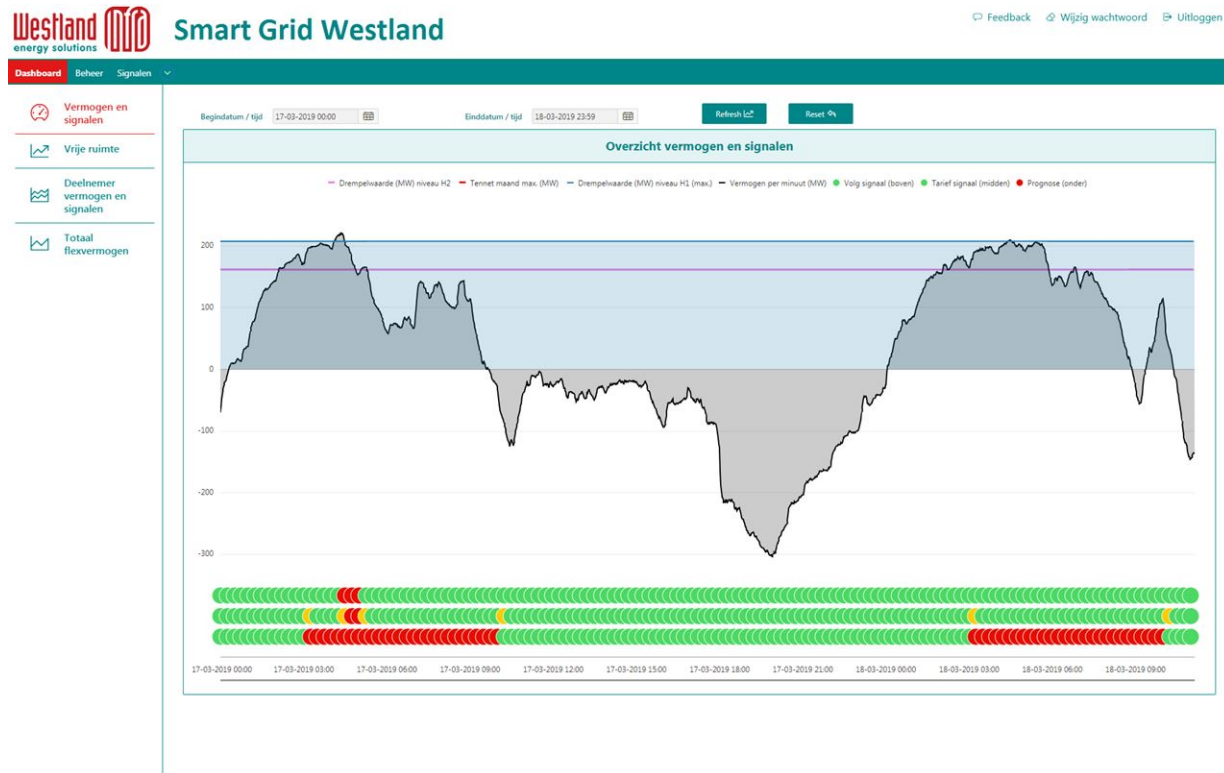 Westland
energy solutions
Smart Grid Westland
Feedback Wijzig wachtwoord Uitloggen
Dashboard Beheer Signalen
Vermogen en
signalen
Vrije ruimte
Deelnemer
vermogen en
signalen
Totaal
flexvermogen
Begindatum / tijd 17-03-2019 00:00 Einddatum / tijd 18-03-2019 23:59 Refresh Reset
Overzicht vermogen en signalen
Drempelwaarde (MW) niveau H2 Tennet maand max. (MW) Drempelwaarde (MW) niveau H1 (max.) Vermogen per minuut (MW) Volg signaal (boven) Tarief signaal (midden) Prognose (onder)
200
100
0
-100
-200
-300
17-03-2019 00:00 17-03-2019 03:00 17-03-2019 06:00 17-03-2019 09:00 17-03-2019 12:00 17-03-2019 15:00 17-03-2019 18:00 17-03-2019 21:00 18-03-2019 00:00 18-03-2019 03:00 18-03-2019 06:00 18-03-2019 09:00